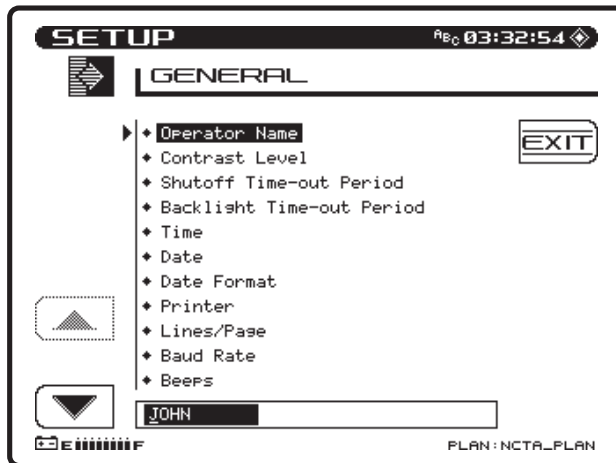 SETUP ABC 03:32:54
GENERAL
Operator Name
EXIT
Contrast Level
Shutoff Time-out Period
Backlight Time-out Period
Time
Date
Date Format
Printer
Lines/Page
Baud Rate
Beeps
JOHN
E F PLAN:NCTA_PLAN